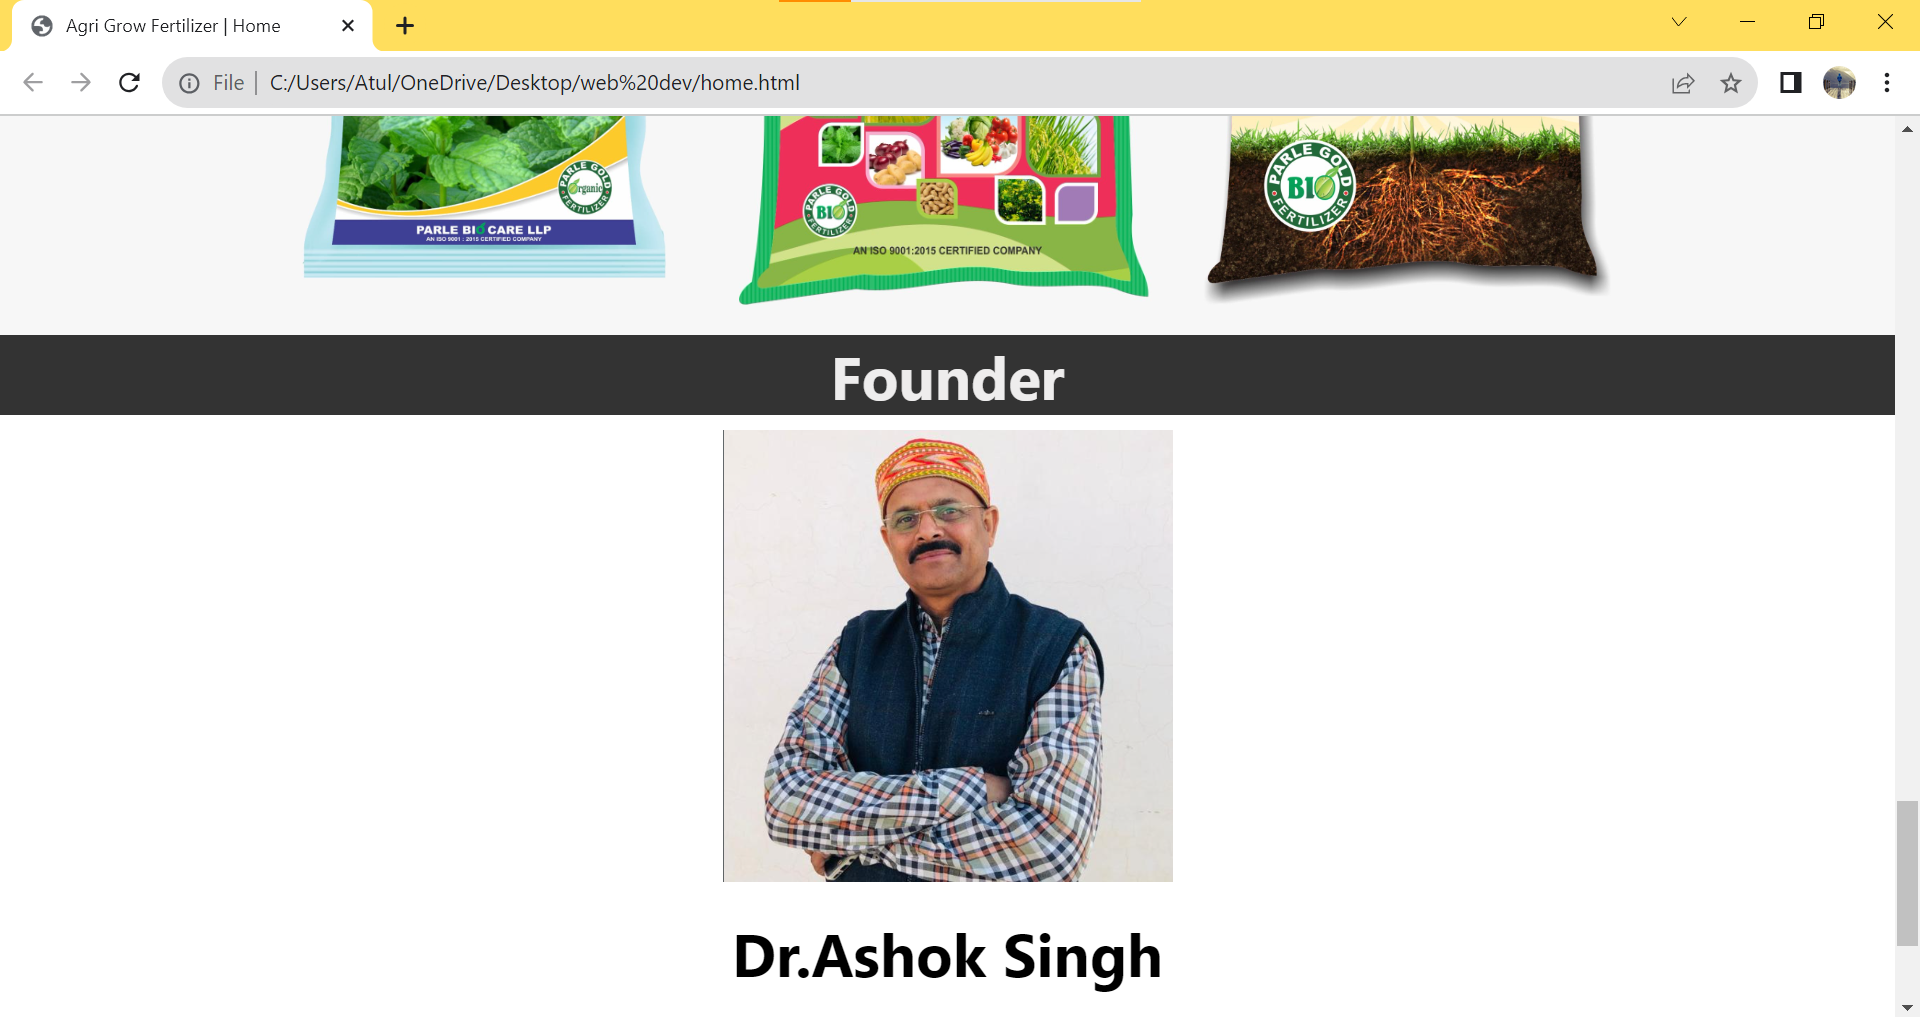 Agri Grow Fertilizer | Home
File | C:/Users/Atul/OneDrive/Desktop/web%20dev/home.html
PARLE GOLD
Organic
FERTILIZER
PARLE BIO CARE LLP
AN ISO 9001 : 2015 CERTIFIED COMPANY
PARLE GOLD
BIO
FERTILIZER
AN ISO 9001:2015 CERTIFIED COMPANY
PARLE GOLD
BIO
FERTILIZER
Founder
Dr.Ashok Singh